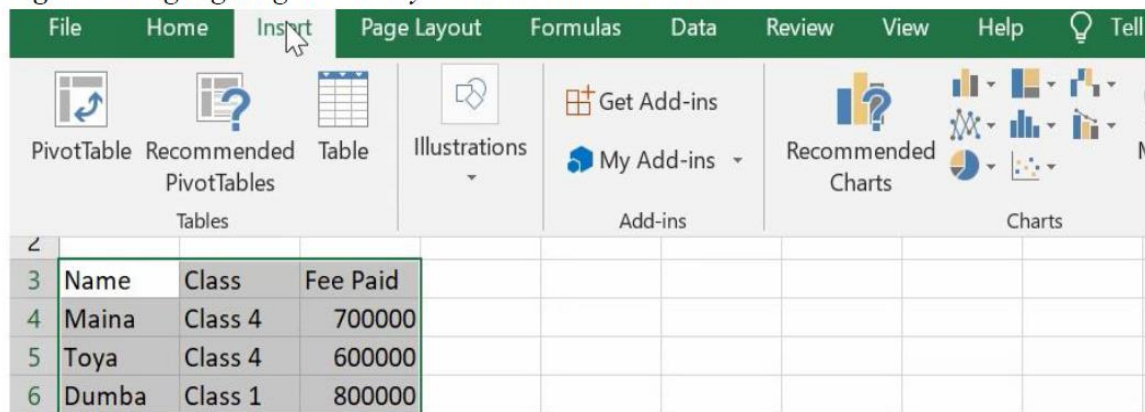 File Home Insert Page Layout Formulas Data Review View Help Tell
PivotTable Recommended PivotTables Table Illustrations Get Add-ins My Add-ins Recommended Charts
Tables Add-ins Charts
2
3 Name Class Fee Paid
4 Maina Class 4 700000
5 Toya Class 4 600000
6 Dumba Class 1 800000